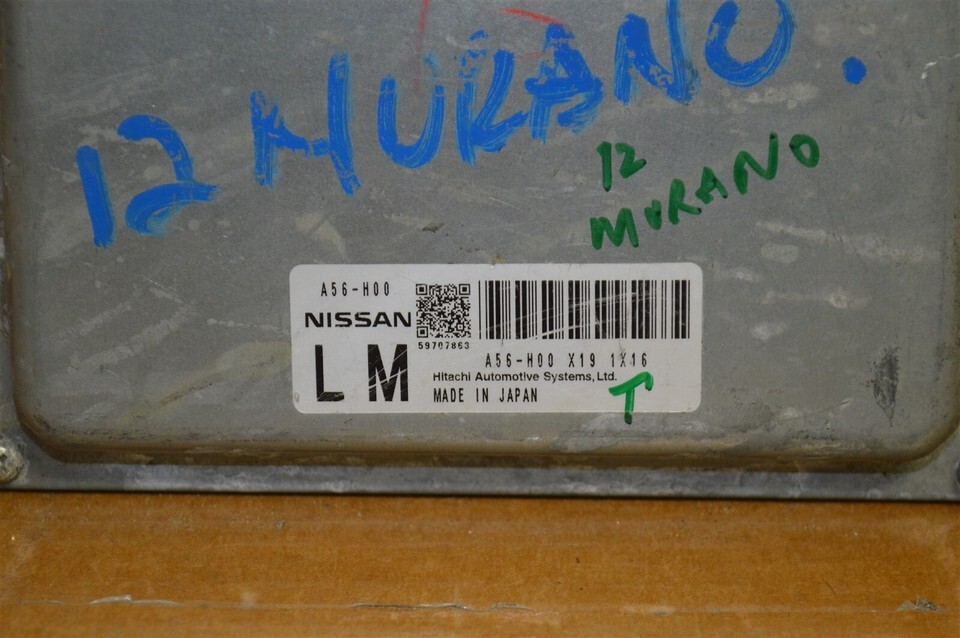 12 MURANO.
12
MURANO
A56-H00
NISSAN
59707863
L M
A56-H00 X19 1X16
Hitachi Automotive Systems, Ltd.
MADE IN JAPAN
T